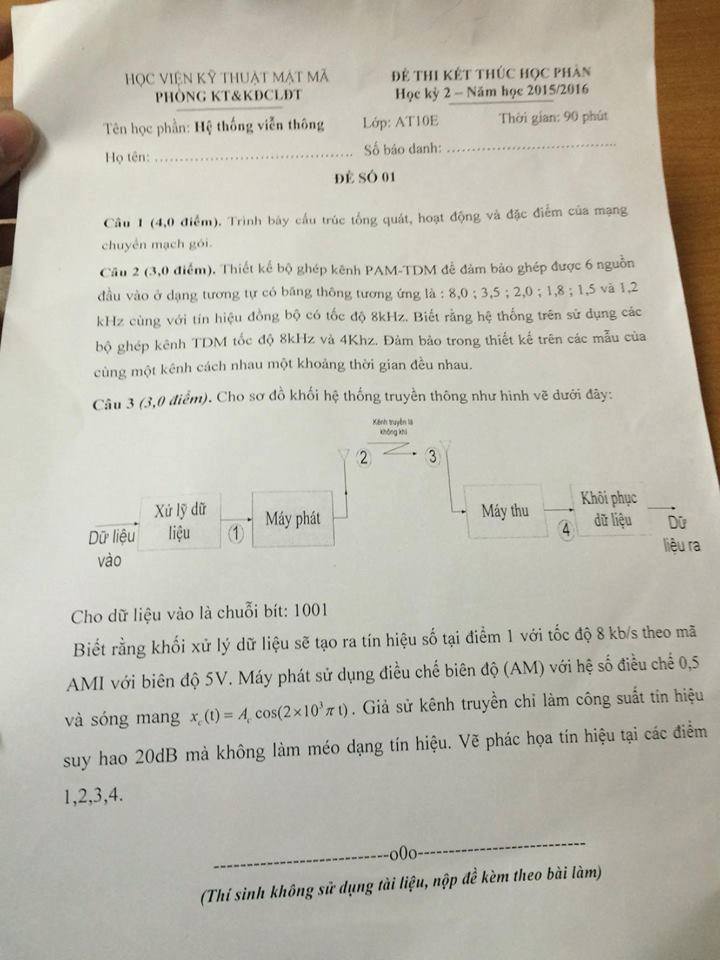 HỌC VIỆN KỸ THUẬT MẬT MÃ
PHÒNG KT&KĐCLĐT
ĐỀ THI KẾT THÚC HỌC PHẦN
Học kỳ 2 – Năm học 2015/2016
Tên học phần: Hệ thống viễn thông
Lớp: AT10E
Thời gian: 90 phút
Họ tên: ........................................
Số báo danh: ........................................
ĐỀ SỐ 01
Câu 1 (4,0 điểm). Trình bày cấu trúc tổng quát, hoạt động và đặc điểm của mạng
chuyển mạch gói.
Câu 2 (3,0 điểm). Thiết kế bộ ghép kênh PAM-TDM để đảm bảo ghép được 6 nguồn
đầu vào ở dạng tương tự có băng thông tương ứng là : 8,0 ; 3,5 ; 2,0 ; 1,8 ; 1,5 và 1,2
kHz cùng với tín hiệu đồng bộ có tốc độ 8kHz. Biết rằng hệ thống trên sử dụng các
bộ ghép kênh TDM tốc độ 8kHz và 4Khz. Đảm bảo trong thiết kế trên các mẫu của
cùng một kênh cách nhau một khoảng thời gian đều nhau.
Câu 3 (3,0 điểm). Cho sơ đồ khối hệ thống truyền thông như hình vẽ dưới đây:
Kênh truyền là
không khí
2
3
Dữ liệu
vào
Xử lý dữ
liệu
1
Máy phát
Máy thu
4
Khôi phục
dữ liệu
Dữ
liệu ra
Cho dữ liệu vào là chuỗi bít: 1001
Biết rằng khối xử lý dữ liệu sẽ tạo ra tín hiệu số tại điểm 1 với tốc độ 8 kb/s theo mã
AMI với biên độ 5V. Máy phát sử dụng điều chế biên độ (AM) với hệ số điều chế 0,5
và sóng mang x_c(t) = A_c cos(2×10³π t). Giả sử kênh truyền chỉ làm công suất tín hiệu
suy hao 20dB mà không làm méo dạng tín hiệu. Vẽ phác họa tín hiệu tại các điểm
1,2,3,4.
----------------------------o0o----------------------------
(Thí sinh không sử dụng tài liệu, nộp đề kèm theo bài làm)